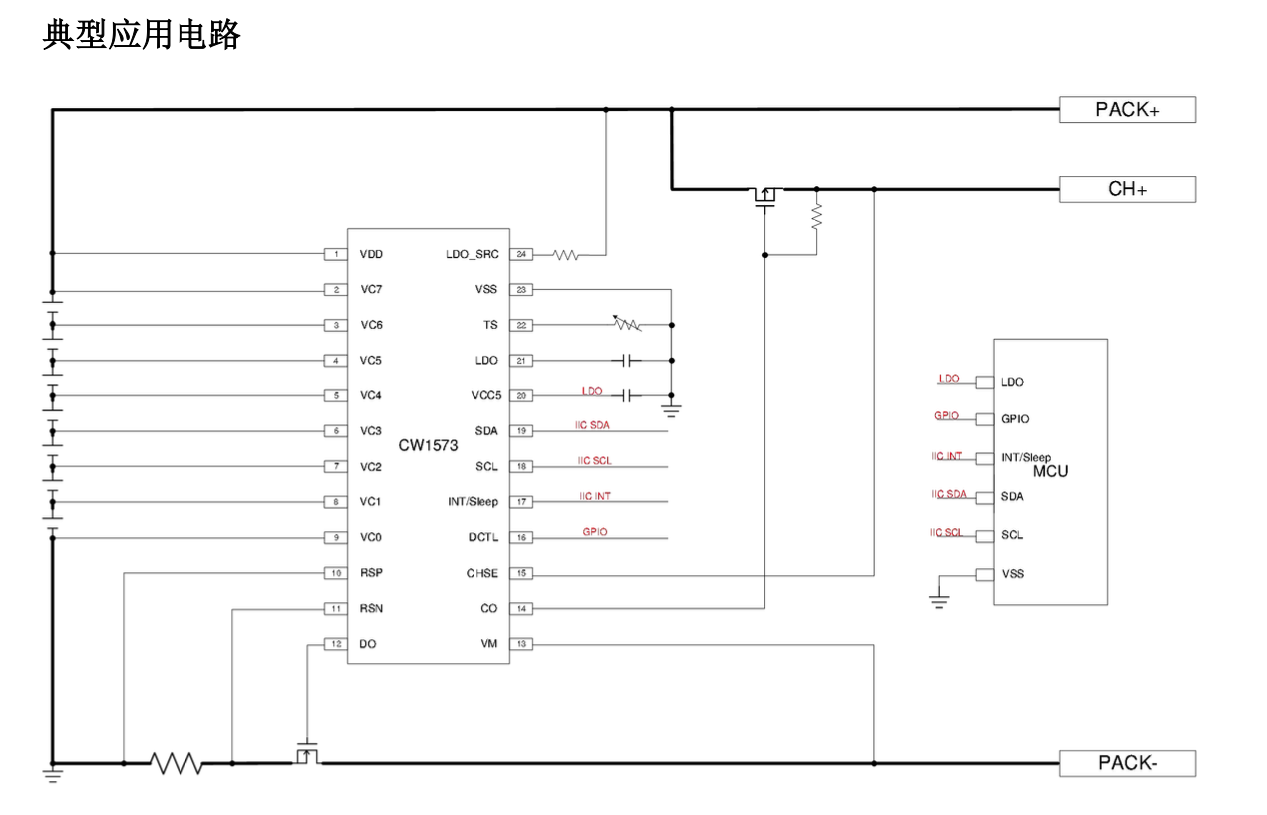 典型应用电路
PACK+
CH+
1 VDD LDO_SRC 24
2 VC7 VSS 23
3 VC6 TS 22
4 VC5 LDO 21
5 VC4 VCC5 20 LDO
6 VC3 SDA 19 IIC SDA
CW1573
7 VC2 SCL 18 IIC SCL
8 VC1 INT/Sleep 17 IIC INT
9 VC0 DCTL 16 GPIO
10 RSP CHSE 15
11 RSN CO 14
12 DO VM 13
LDO LDO
GPIO GPIO
IIC INT INT/Sleep
MCU
IIC SDA SDA
IIC SCL SCL
VSS
PACK-